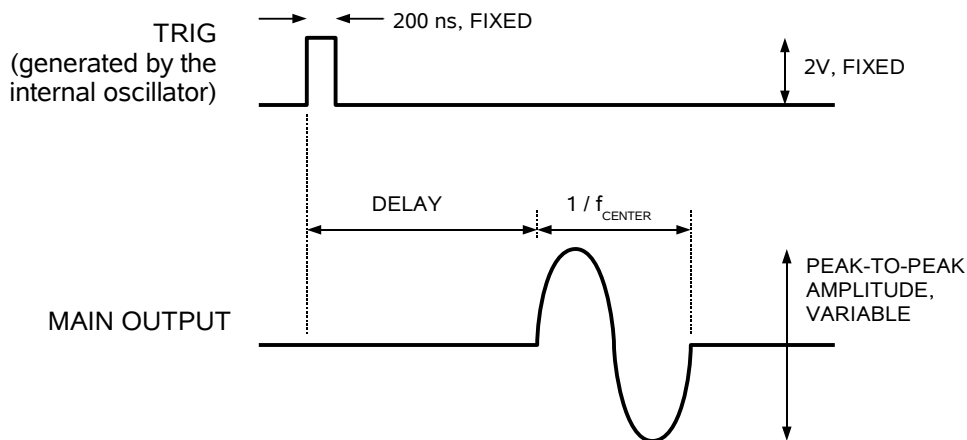 200 ns, FIXED
TRIG
(generated by the
internal oscillator)
2V, FIXED
DELAY
1 / f CENTER
PEAK-TO-PEAK
AMPLITUDE,
VARIABLE
MAIN OUTPUT